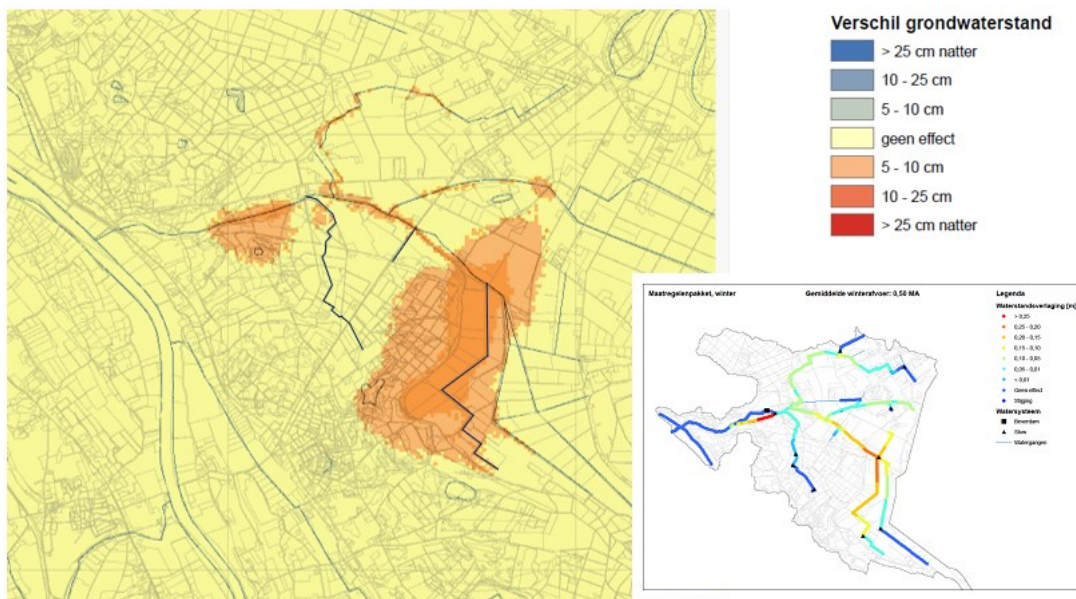 Verschil grondwaterstand
> 25 cm natter
10 - 25 cm
5 - 10 cm
geen effect
5 - 10 cm
10 - 25 cm
> 25 cm natter
Maatregelenpakket, winter
Gemiddelde winterafvoer: 0,50 MA
Legenda
Waterstandsverlaging [m]
> 0,25
0,25 - 0,20
0,20 - 0,15
0,15 - 0,10
0,10 - 0,05
0,05 - 0,01
< 0,01
Geen effect
Stijging
Watersysteem
Beverdam
Stuw
Watergangen